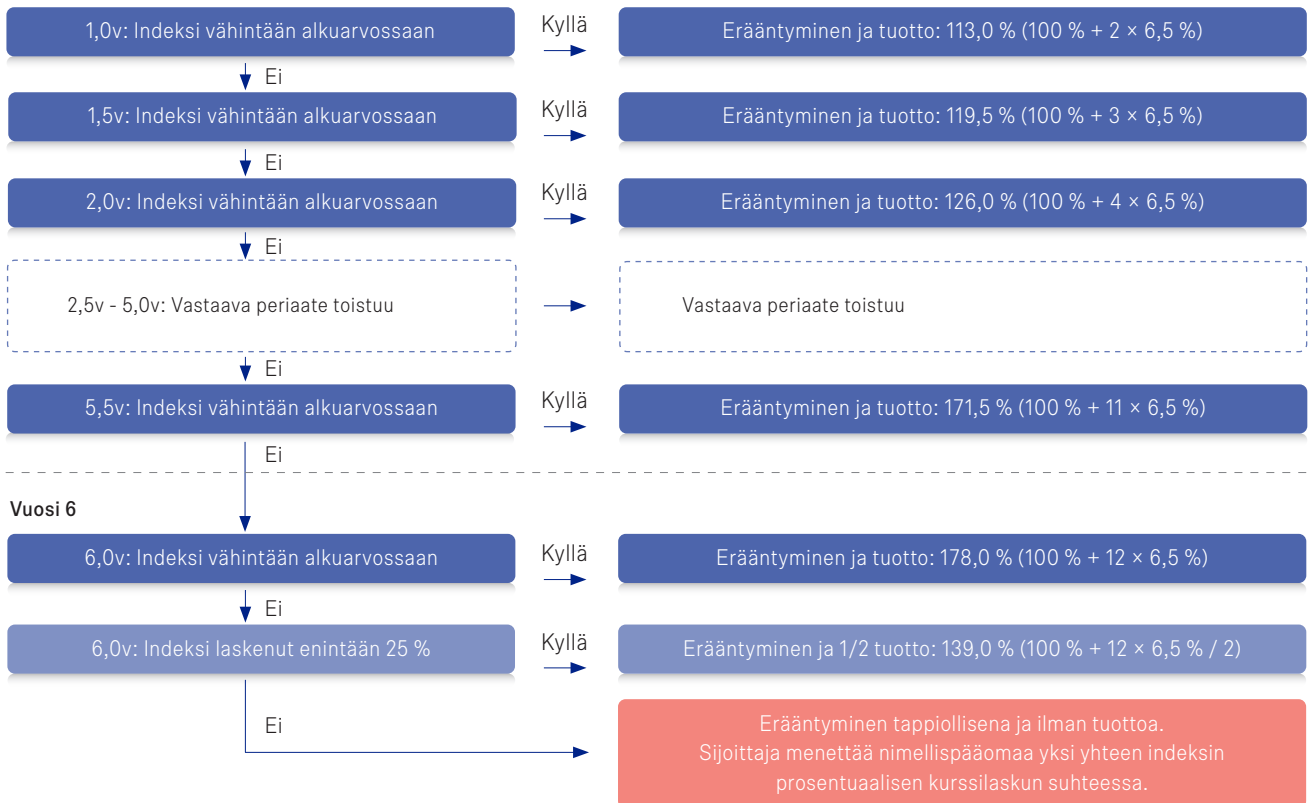 1,0v: Indeksi vähintään alkuarvossaan
Kyllä
Erääntyminen ja tuotto: 113,0 % (100 % + 2 × 6,5 %)
Ei
1,5v: Indeksi vähintään alkuarvossaan
Kyllä
Erääntyminen ja tuotto: 119,5 % (100 % + 3 × 6,5 %)
Ei
2,0v: Indeksi vähintään alkuarvossaan
Kyllä
Erääntyminen ja tuotto: 126,0 % (100 % + 4 × 6,5 %)
Ei
2,5v - 5,0v: Vastaava periaate toistuu
Vastaava periaate toistuu
Ei
5,5v: Indeksi vähintään alkuarvossaan
Kyllä
Erääntyminen ja tuotto: 171,5 % (100 % + 11 × 6,5 %)
Ei
Vuosi 6
6,0v: Indeksi vähintään alkuarvossaan
Kyllä
Erääntyminen ja tuotto: 178,0 % (100 % + 12 × 6,5 %)
Ei
6,0v: Indeksi laskenut enintään 25 %
Kyllä
Erääntyminen ja 1/2 tuotto: 139,0 % (100 % + 12 × 6,5 % / 2)
Ei
Erääntyminen tappiollisena ja ilman tuottoa.
Sijoittaja menettää nimellispääomaa yksi yhteen indeksin
prosentuaalisen kurssilaskun suhteessa.